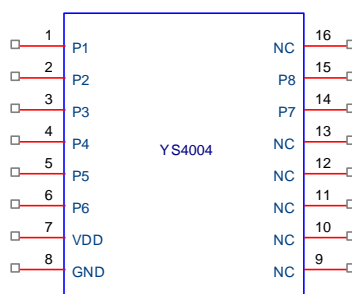 1 P1 NC 16
2 P2 P8 15
3 P3 P7 14
4 P4 NC 13
YS4004
5 P5 NC 12
6 P6 NC 11
7 VDD NC 10
8 GND NC 9